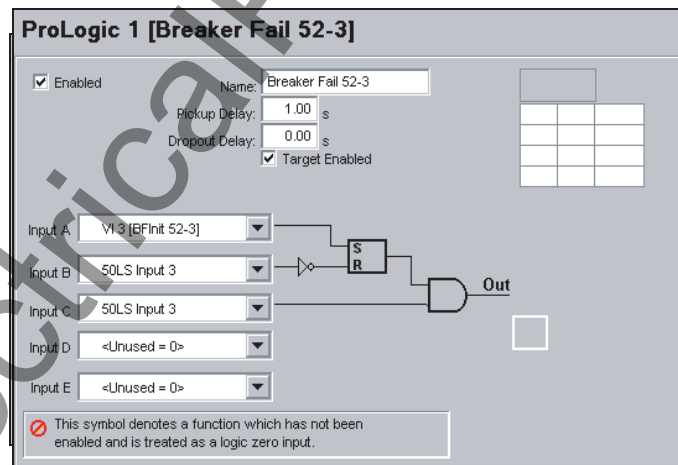 ProLogic 1 [Breaker Fail 52-3]
Enabled
Name: Breaker Fail 52-3
Pickup Delay: 1.00 s
Dropout Delay: 0.00 s
Target Enabled
Input A VI 3 [BFInit 52-3]
S
Input B 50LS Input 3
R
Out
Input C 50LS Input 3
Input D <Unused = 0>
Input E <Unused = 0>
This symbol denotes a function which has not been
enabled and is treated as a logic zero input.